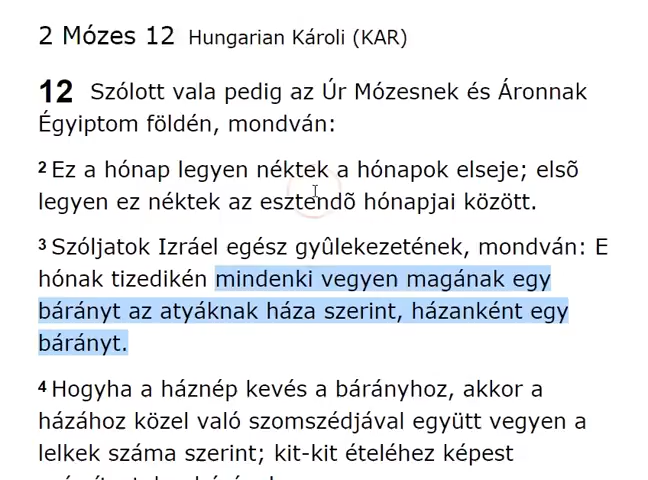 2 Mózes 12 Hungarian Károli (KAR)
12 Szólott vala pedig az Úr Mózesnek és Áronnak
Égyiptom földén, mondván:
2 Ez a hónap legyen néktek a hónapok elseje; elsõ
legyen ez néktek az esztendõ hónapjai között.
3 Szóljatok Izráel egész gyûlekezetének, mondván: E
hónak tizedikén mindenki vegyen magának egy
bárányt az atyáknak háza szerint, házanként egy
bárányt.
4 Hogyha a háznép kevés a bárányhoz, akkor a
házához közel való szomszédjával együtt vegyen a
lelkek száma szerint; kit-kit ételéhez képest